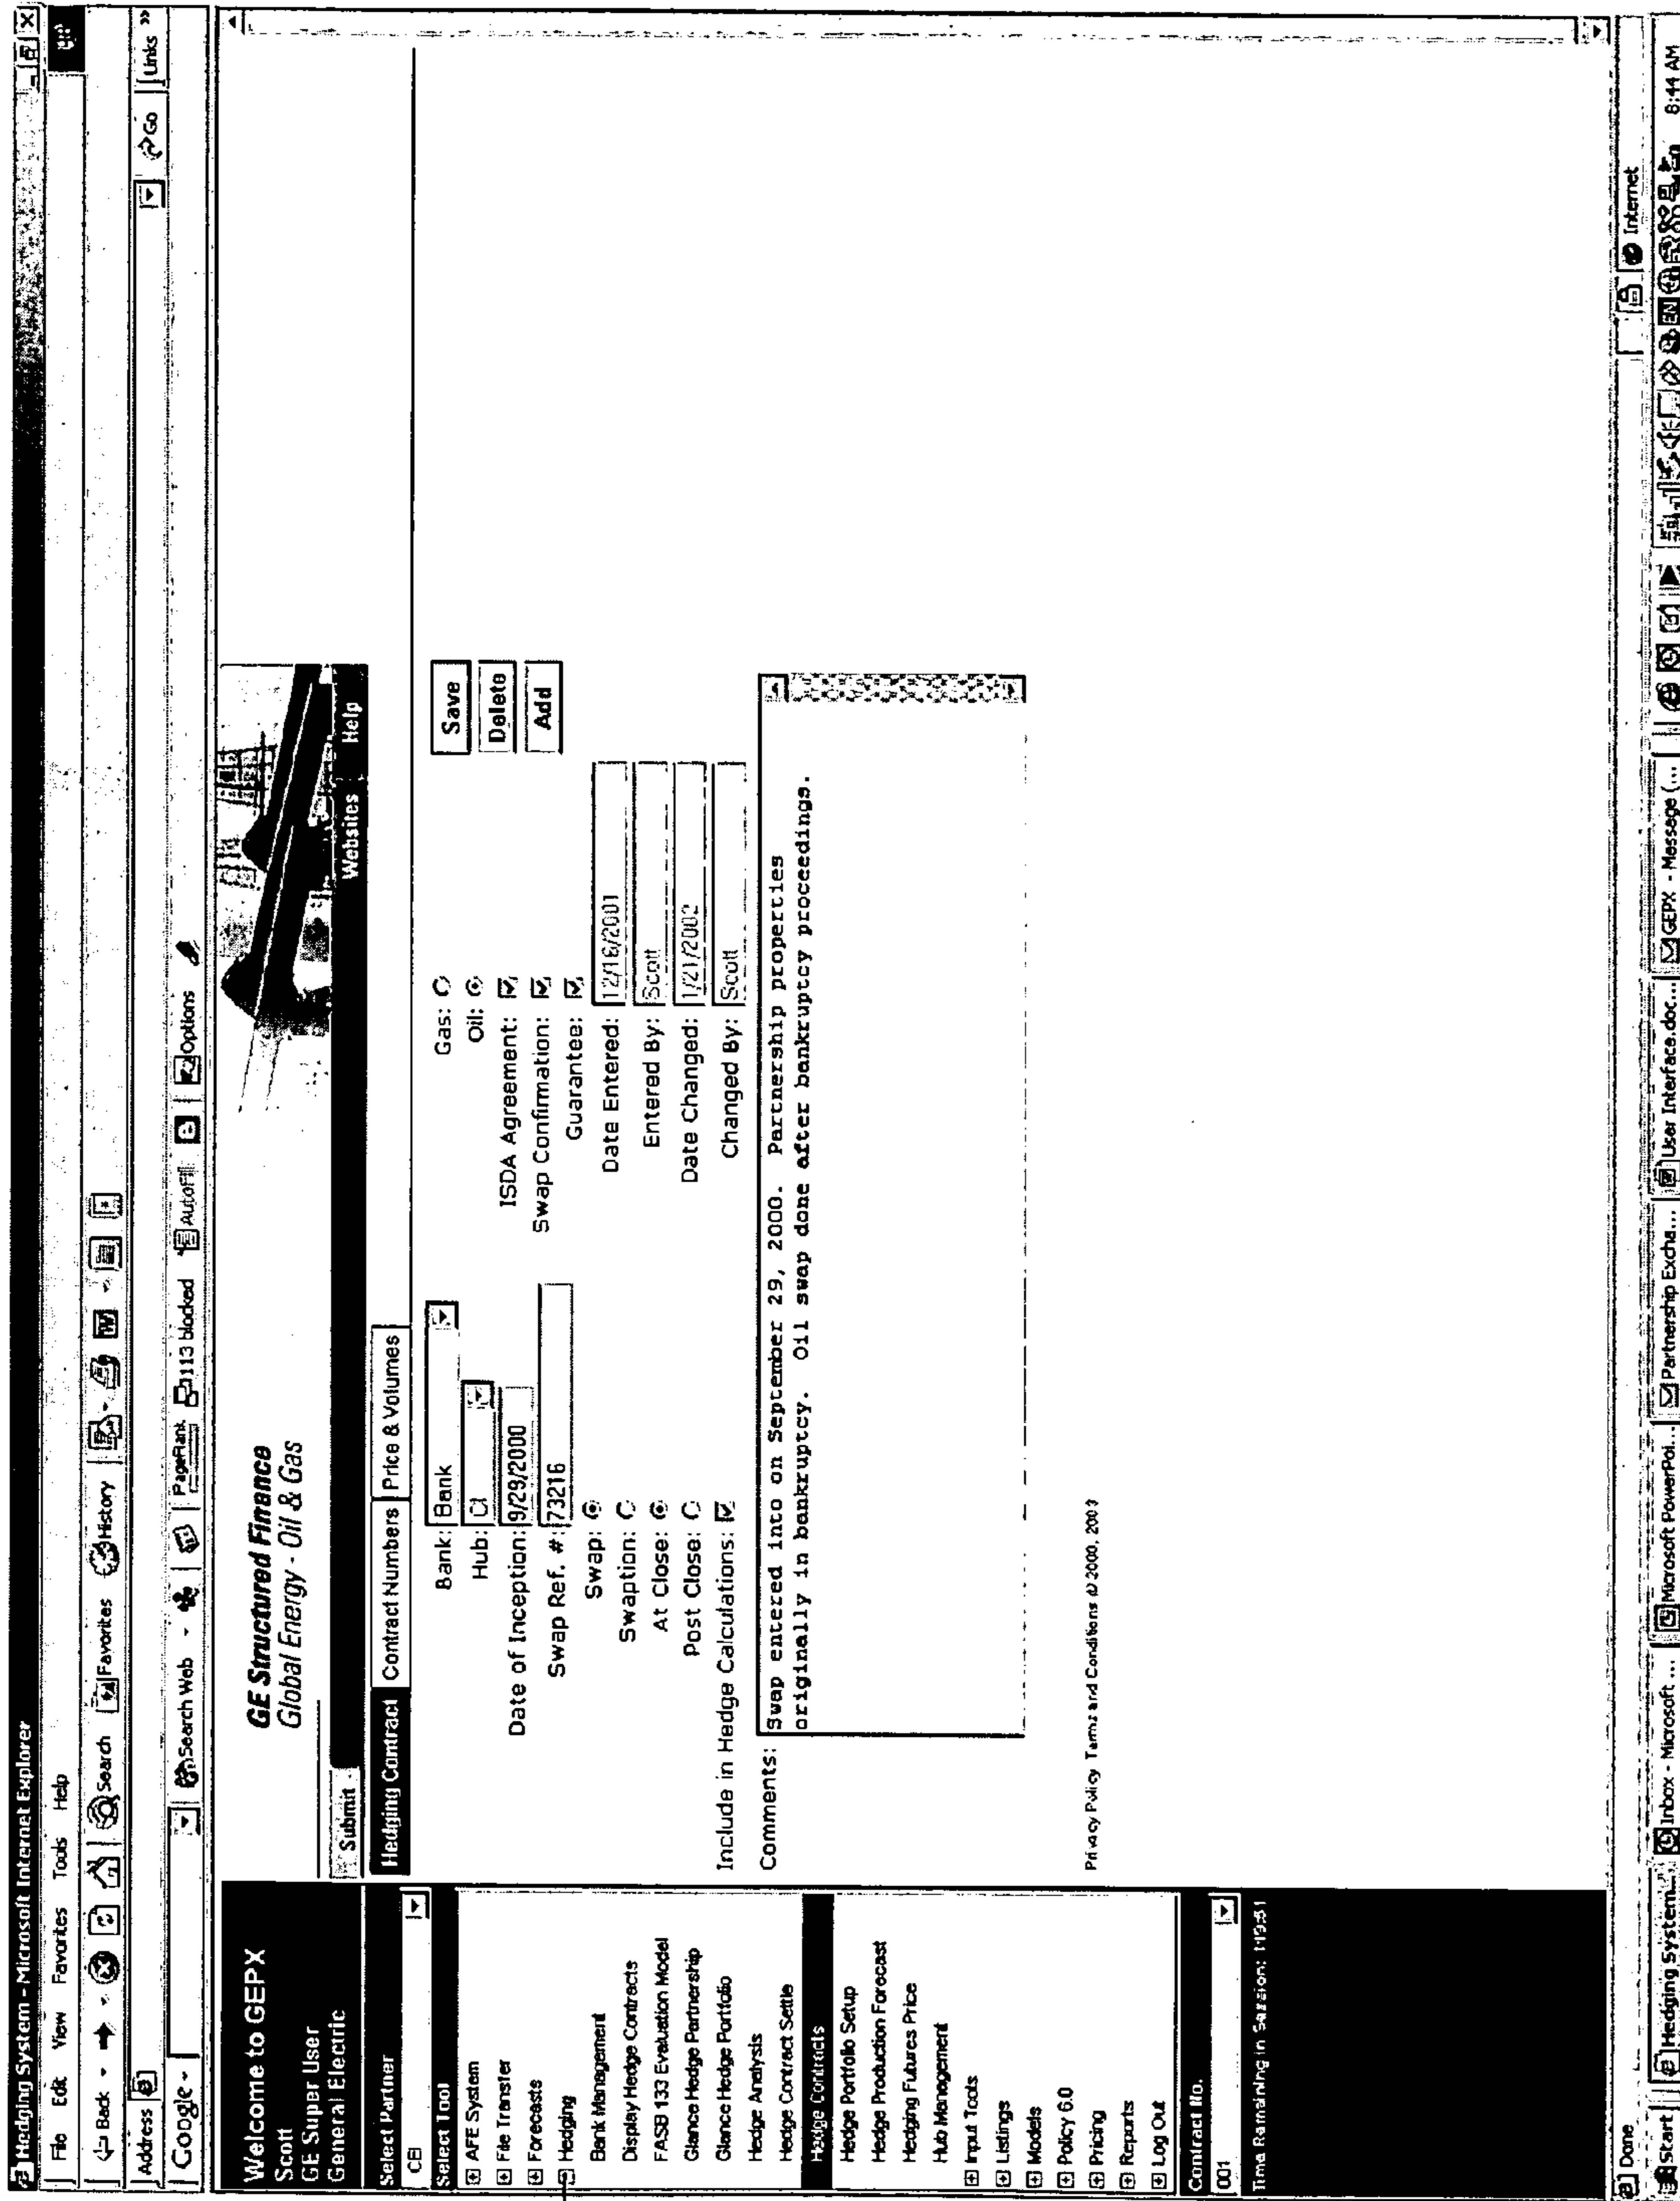 Hedging System - Microsoft Internet Explorer
File Edit View Favorites Tools Help
Back Search Favorites History
Address Go Links »
Google Search Web PageRank 113 blocked AutoFill Options
Welcome to GEPX
Scott
GE Super User
General Electric
GE Structured Finance
Global Energy - Oil & Gas
Submit Websites Help
Select Partner
CEI
Select Tool
AFE System
File Transfer
Forecasts
Hedging
Bank Management
Display Hedge Contracts
FASB 133 Evaluation Model
Glance Hedge Partnership
Glance Hedge Portfolio
Hedge Analysis
Hedge Contract Settle
Hedge Contracts
Hedge Portfolio Setup
Hedge Production Forecast
Hedging Futures Price
Hub Management
Input Tools
Listings
Models
Policy 6.0
Pricing
Reports
Log Out
Contract No.
001
Time Remaining in Session:
Hedging Contract Contract Numbers Price & Volumes
Bank: Bank
Hub:
Date of Inception: 9/29/2000
Swap Ref. #: 73216
Swap:
Swaption:
At Close:
Post Close:
Include in Hedge Calculations:
Gas:
Oil:
ISDA Agreement:
Swap Confirmation:
Guarantee:
Date Entered: 12/16/2001
Entered By: Scott
Date Changed: 1/21/2002
Changed By: Scott
Save
Delete
Add
Comments:
Swap entered into on September 29, 2000. Partnership properties
originally in bankruptcy. Oil swap done after bankruptcy proceedings.
Privacy Policy Terms and Conditions © 2000, 2003
Done Internet
Start Hedging System... Inbox - Microsoft ... Microsoft PowerPoi... Partnership Excha... User Interface.doc... GEPX - Message (... EN 8:44 AM